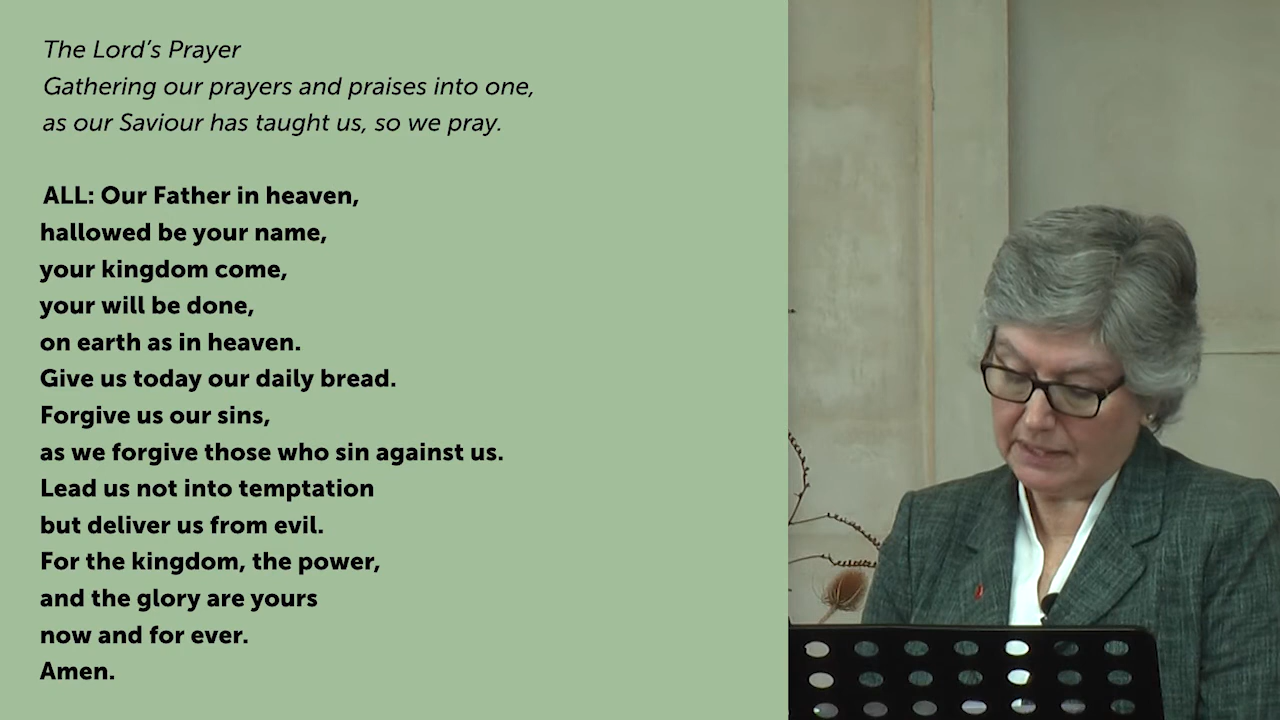 The Lord’s Prayer
Gathering our prayers and praises into one,
as our Saviour has taught us, so we pray.
ALL: Our Father in heaven,
hallowed be your name,
your kingdom come,
your will be done,
on earth as in heaven.
Give us today our daily bread.
Forgive us our sins,
as we forgive those who sin against us.
Lead us not into temptation
but deliver us from evil.
For the kingdom, the power,
and the glory are yours
now and for ever.
Amen.